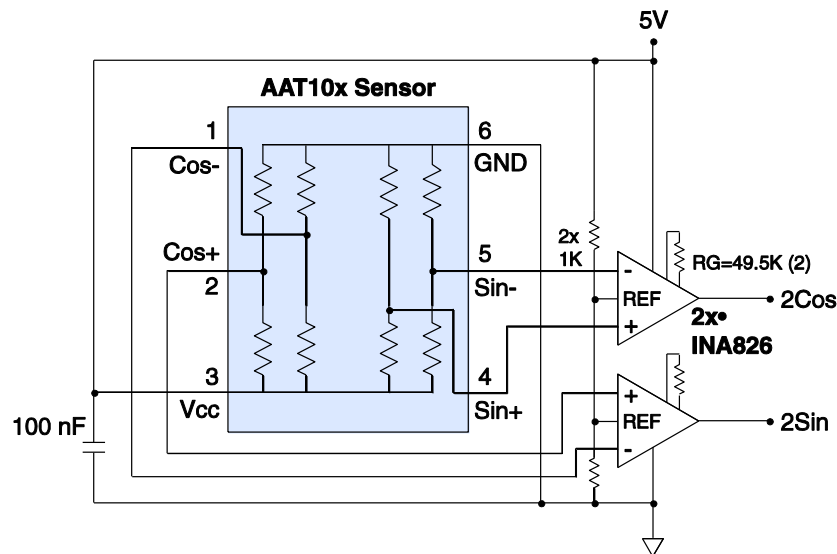 5V
AAT10x Sensor
1
Cos-
6
GND
Cos+
2
5
Sin-
2x
1K
-
REF
+
RG=49.5K (2)
2Cos
2x•
INA826
3
Vcc
4
Sin+
100 nF
+
REF
-
2Sin